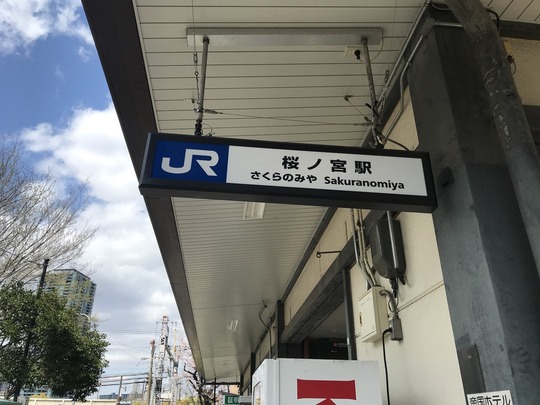 JR
桜ノ宮駅
さくらのみや Sakuranomiya
帝国ホテル